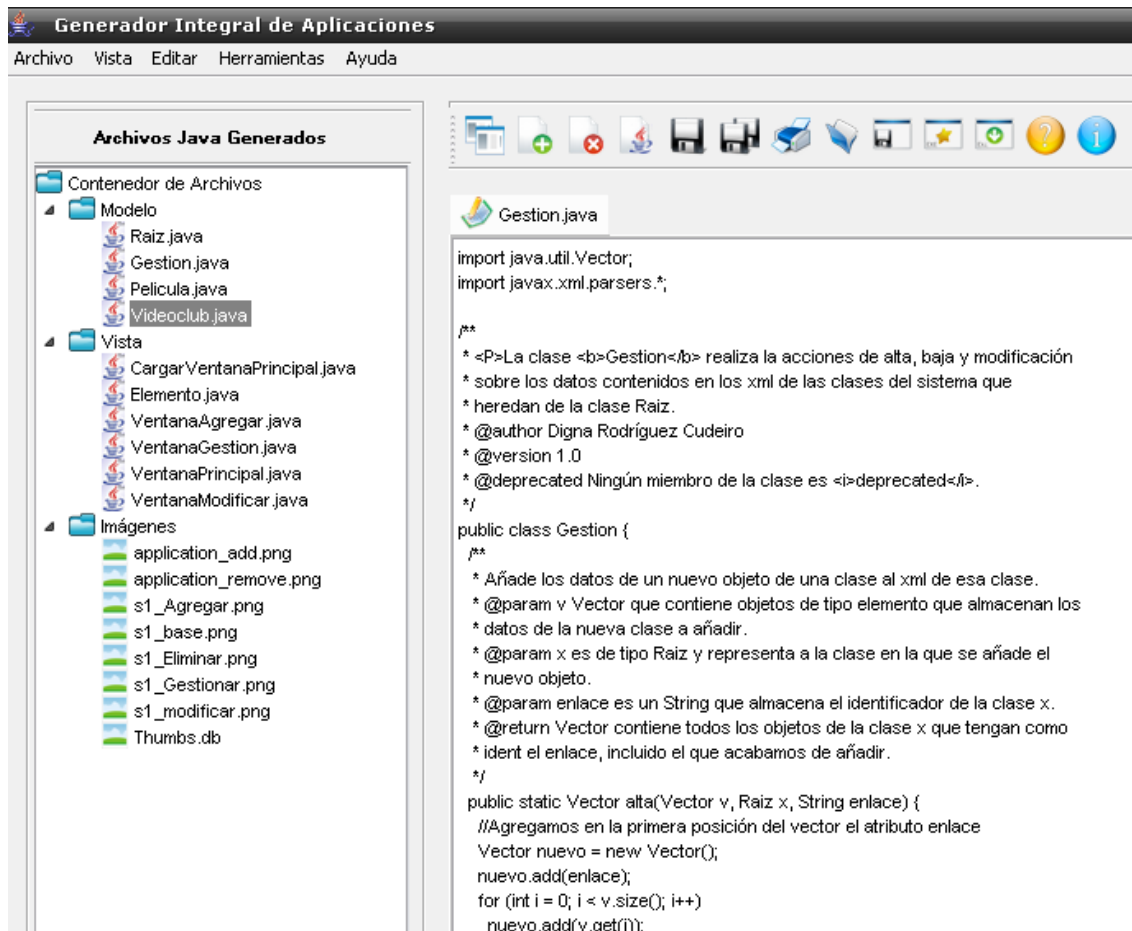 Generador Integral de Aplicaciones
Archivo Vista Editar Herramientas Ayuda
Archivos Java Generados
Contenedor de Archivos
Modelo
Raiz.java
Gestion.java
Pelicula.java
Videoclub.java
Vista
CargarVentanaPrincipal.java
Elemento.java
VentanaAgregar.java
VentanaGestion.java
VentanaPrincipal.java
VentanaModificar.java
Imágenes
application_add.png
application_remove.png
s1_Agregar.png
s1_base.png
s1_Eliminar.png
s1_Gestionar.png
s1_modificar.png
Thumbs.db
Gestion.java
import java.util.Vector;
import javax.xml.parsers.*;
/**
* <P>La clase <b>Gestion</b> realiza la acciones de alta, baja y modificación
* sobre los datos contenidos en los xml de las clases del sistema que
* heredan de la clase Raiz.
* @author Digna Rodríguez Cudeiro
* @version 1.0
* @deprecated Ningún miembro de la clase es <i>deprecated</i>.
*/
public class Gestion {
/**
* Añade los datos de un nuevo objeto de una clase al xml de esa clase.
* @param v Vector que contiene objetos de tipo elemento que almacenan los
* datos de la nueva clase a añadir.
* @param x es de tipo Raiz y representa a la clase en la que se añade el
* nuevo objeto.
* @param enlace es un String que almacena el identificador de la clase x.
* @return Vector contiene todos los objetos de la clase x que tengan como
* ident el enlace, incluido el que acabamos de añadir.
*/
public static Vector alta(Vector v, Raiz x, String enlace) {
//Agregamos en la primera posición del vector el atributo enlace
Vector nuevo = new Vector();
nuevo.add(enlace);
for (int i = 0; i < v.size(); i++)
nuevo.add(v.get(i));